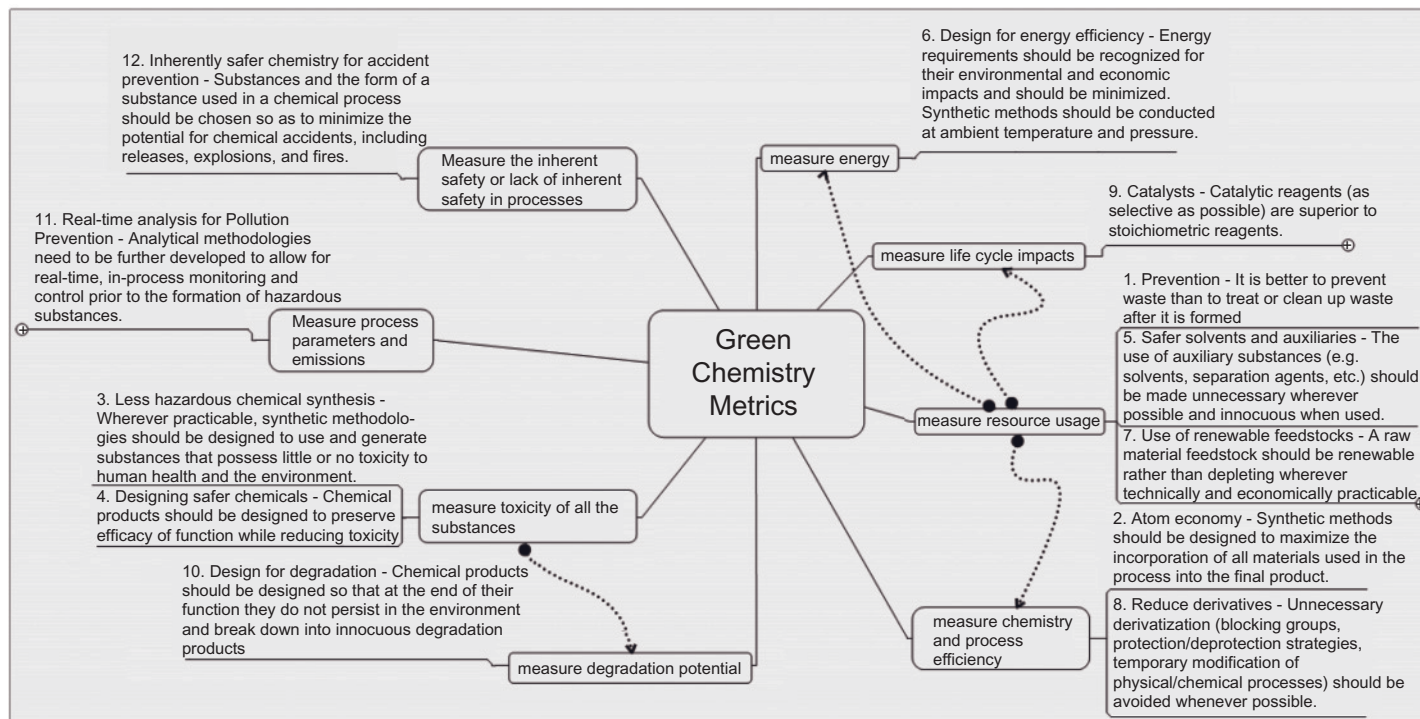 12. Inherently safer chemistry for accident
prevention - Substances and the form of a
substance used in a chemical process
should be chosen so as to minimize the
potential for chemical accidents, including
releases, explosions, and fires.
Measure the inherent
safety or lack of inherent
safety in processes
11. Real-time analysis for Pollution
Prevention - Analytical methodologies
need to be further developed to allow for
real-time, in-process monitoring and
control prior to the formation of hazardous
substances.
Measure process
parameters and
emissions
3. Less hazardous chemical synthesis -
Wherever practicable, synthetic methodolo-
gies should be designed to use and generate
substances that possess little or no toxicity to
human health and the environment.
4. Designing safer chemicals - Chemical
products should be designed to preserve
efficacy of function while reducing toxicity
measure toxicity of all the
substances
10. Design for degradation - Chemical products
should be designed so that at the end of their
function they do not persist in the environment
and break down into innocuous degradation
products
measure degradation potential
Green
Chemistry
Metrics
6. Design for energy efficiency - Energy
requirements should be recognized for
their environmental and economic
impacts and should be minimized.
Synthetic methods should be conducted
at ambient temperature and pressure.
measure energy
9. Catalysts - Catalytic reagents (as
selective as possible) are superior to
stoichiometric reagents.
measure life cycle impacts
1. Prevention - It is better to prevent
waste than to treat or clean up waste
after it is formed
5. Safer solvents and auxiliaries - The
use of auxiliary substances (e.g.
solvents, separation agents, etc.) should
be made unnecessary wherever
possible and innocuous when used.
measure resource usage
7. Use of renewable feedstocks - A raw
material feedstock should be renewable
rather than depleting wherever
technically and economically practicable
2. Atom economy - Synthetic methods
should be designed to maximize the
incorporation of all materials used in the
process into the final product.
measure chemistry
and process
efficiency
8. Reduce derivatives - Unnecessary
derivatization (blocking groups,
protection/deprotection strategies,
temporary modification of
physical/chemical processes) should be
avoided whenever possible.